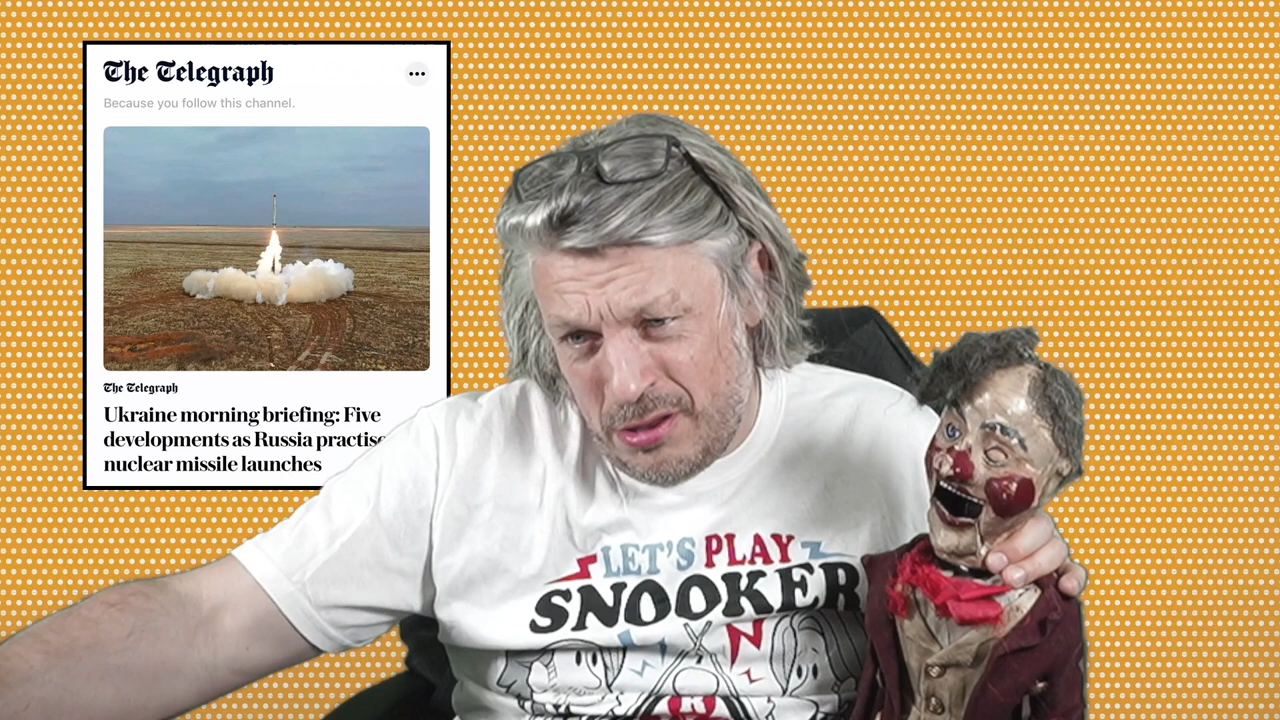 The Telegraph
Because you follow this channel.
The Telegraph
Ukraine morning briefing: Five
developments as Russia practise
nuclear missile launches
LET'S PLAY
SNOOKER